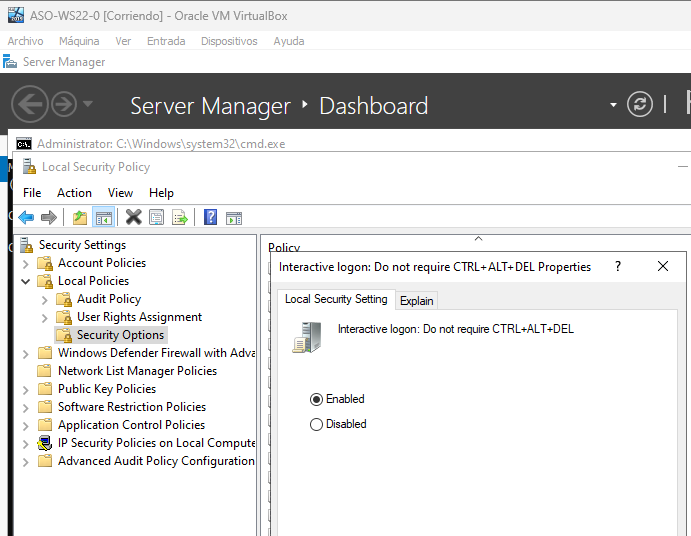 ASO-WS22-0 [Corriendo] - Oracle VM VirtualBox
Archivo Máquina Ver Entrada Dispositivos Ayuda
Server Manager
Server Manager ‣ Dashboard
Administrator: C:\Windows\system32\cmd.exe
Local Security Policy
File Action View Help
Security Settings
Account Policies
Local Policies
Audit Policy
User Rights Assignment
Security Options
Windows Defender Firewall with Adva
Network List Manager Policies
Public Key Policies
Software Restriction Policies
Application Control Policies
IP Security Policies on Local Compute
Advanced Audit Policy Configuration
Policy
Interactive logon: Do not require CTRL+ALT+DEL Properties
Local Security Setting Explain
Interactive logon: Do not require CTRL+ALT+DEL
Enabled
Disabled